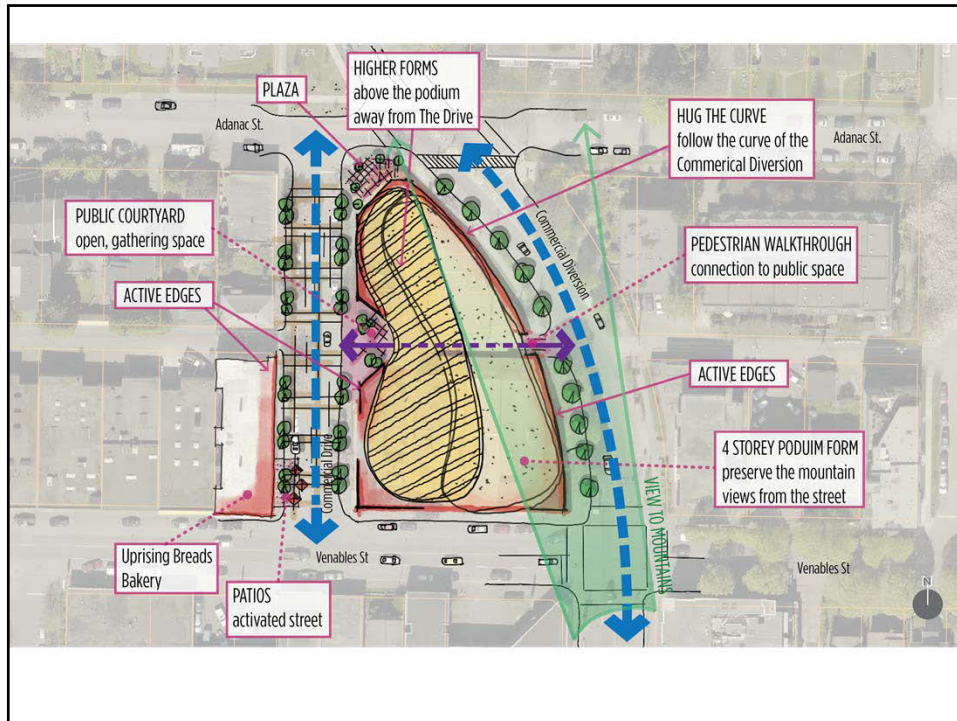 HIGHER FORMS
above the podium
away from The Drive
PLAZA
Adanac St.
HUG THE CURVE
follow the curve of the
Commerical Diversion
Adanac St.
PUBLIC COURTYARD
open, gathering space
Commercial Diversion
PEDESTRIAN WALKTHROUGH
connection to public space
ACTIVE EDGES
ACTIVE EDGES
4 STOREY PODUIM FORM
preserve the mountain
views from the street
Commercial Drive
VIEW TO MOUNTAINS
Uprising Breads
Bakery
Venables St
Venables St
PATIOS
activated street
N